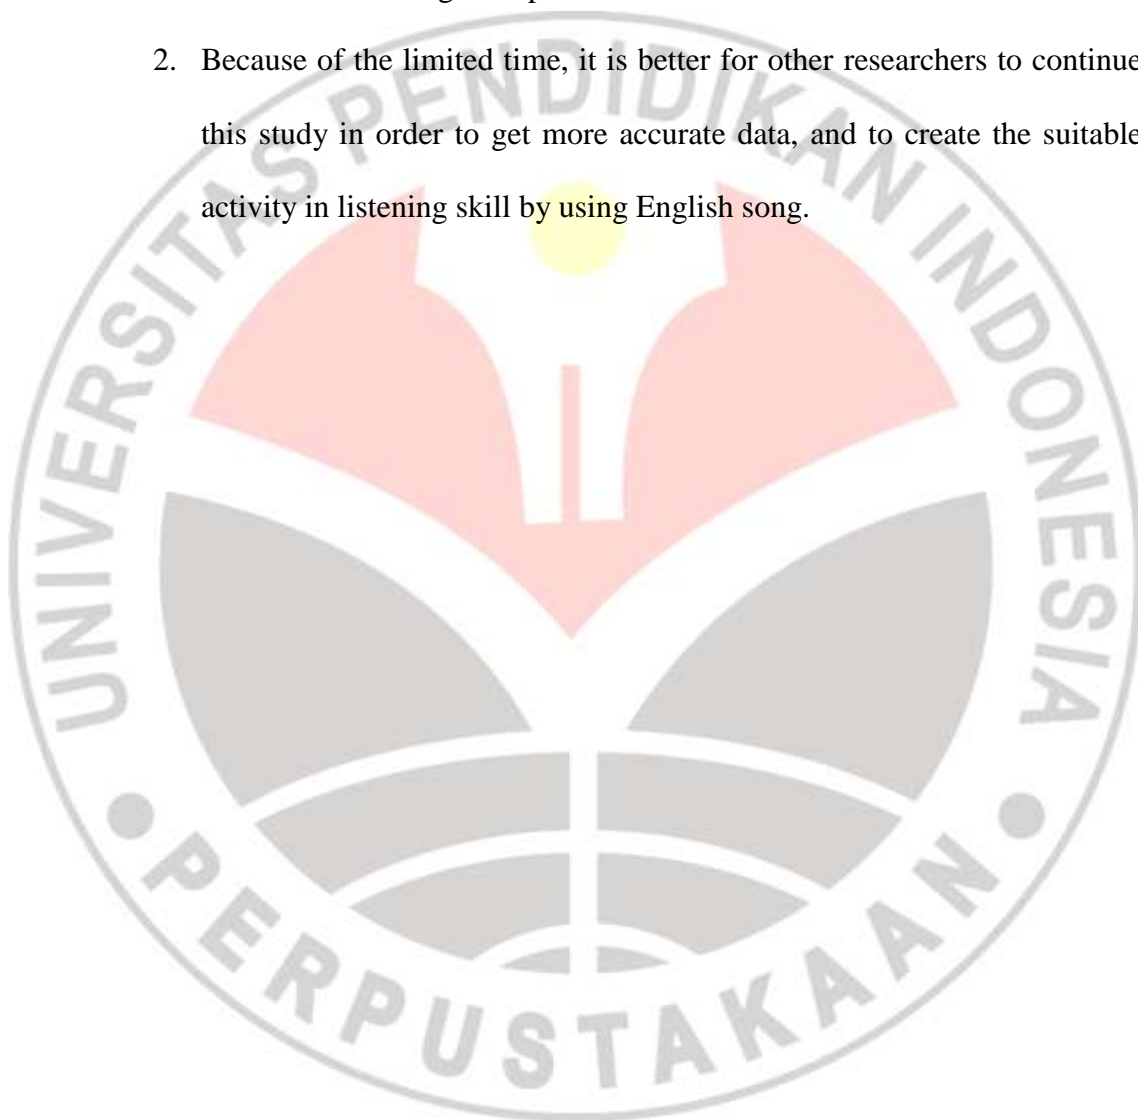 2. Because of the limited time, it is better for other researchers to continue
this study in order to get more accurate data, and to create the suitable
activity in listening skill by using English song.
UNIVERSITAS PENDIDIKAN INDONESIA
PERPUSTAKAAN